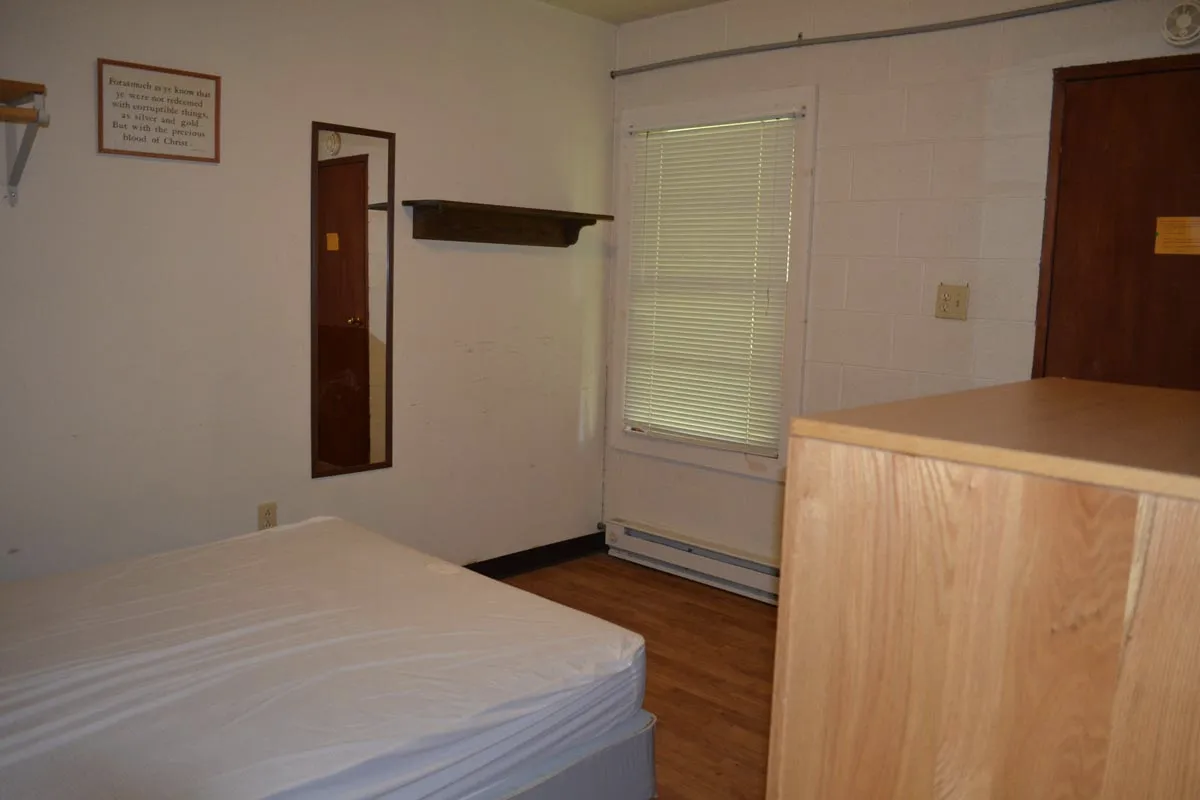 Forasmuch as ye know that
ye were not redeemed
with corruptible things,
as silver and gold...
But with the precious
blood of Christ...